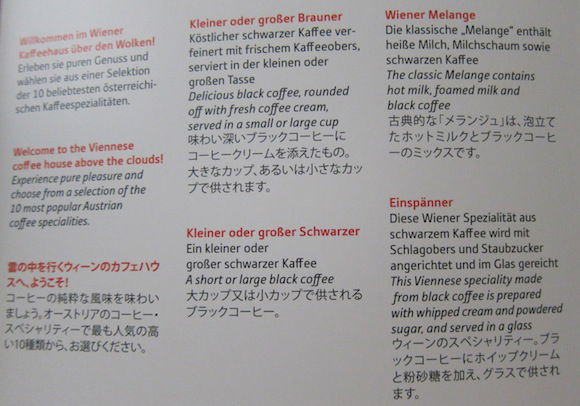 Willkommen im Wiener
Kaffeehaus über den Wolken!
Erleben sie puren Genuss und
wählen sie aus einer Selektion
der 10 beliebtesten österreichi-
schen Kaffeespezialitäten.
Welcome to the Viennese
coffee house above the clouds!
Experience pure pleasure and
choose from a selection of the
10 most popular Austrian
coffee specialities.
雲の中を行くウィーンのカフェハウ
スへ、ようこそ!
コーヒーの純粋な風味を味わい
ましょう。オーストリアのコーヒー・
スペシャリティーで最も人気の高
い10種類から、お選びください。
Kleiner oder großer Brauner
Köstlicher schwarzer Kaffee ver-
feinert mit frischem Kaffeeobers,
serviert in der kleinen oder
großen Tasse
Delicious black coffee, rounded
off with fresh coffee cream,
served in a small or large cup
味わい深いブラックコーヒーに
コーヒークリームを添えたもの。
大きなカップ、あるいは小さなカッ
プで供されます。
Kleiner oder großer Schwarzer
Ein kleiner oder
großer schwarzer Kaffee
A short or large black coffee
大カップ又は小カップで供される
ブラックコーヒー。
Wiener Melange
Die klassische „Melange" enthält
heiße Milch, Milchschaum sowie
schwarzen Kaffee
The classic Melange contains
hot milk, foamed milk and
black coffee
古典的な「メランジュ」は、泡立て
たホットミルクとブラックコーヒー
のミックスです。
Einspänner
Diese Wiener Spezialität aus
schwarzem Kaffee wird mit
Schlagobers und Staubzucker
angerichtet und im Glas gereicht
This Viennese speciality made
from black coffee is prepared
with whipped cream and powdered
sugar, and served in a glass
ウィーンのスペシャリティー。ブラ
ックコーヒーにホイップクリーム
と粉砂糖を加え、グラスで供され
ます。